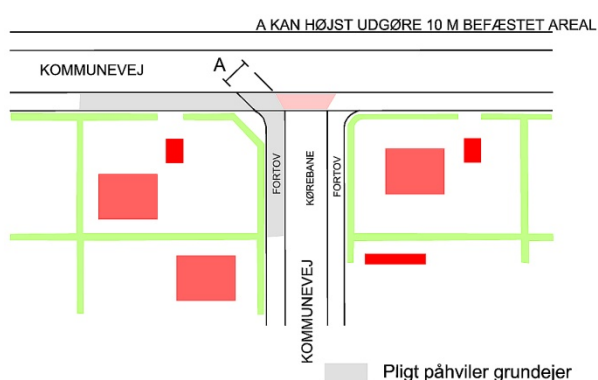 A KAN HØJST UDGØRE 10 M BEFÆSTET AREAL
KOMMUNEVEJ
A
FORTOV
KØREBANE
FORTOV
KOMMUNEVEJ
Pligt påhviler grundejer